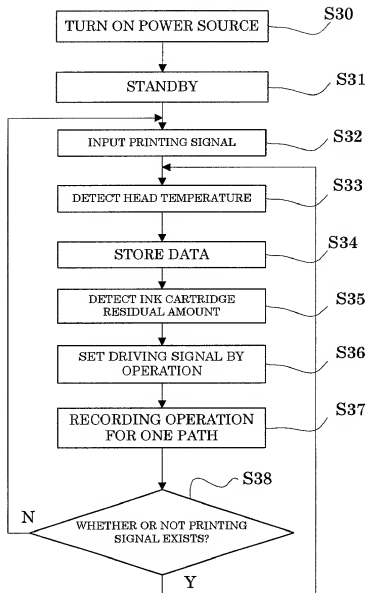 TURN ON POWER SOURCE
S30
STANDBY
S31
INPUT PRINTING SIGNAL
S32
DETECT HEAD TEMPERATURE
S33
STORE DATA
S34
DETECT INK CARTRIDGE
RESIDUAL AMOUNT
S35
SET DRIVING SIGNAL BY
OPERATION
S36
RECORDING OPERATION
FOR ONE PATH
S37
S38
N
WHETHER OR NOT PRINTING
SIGNAL EXISTS?
Y